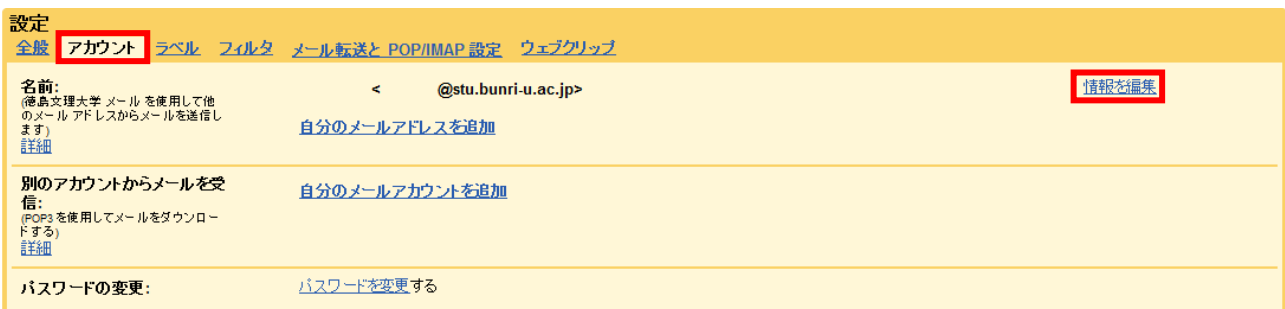 設定
全般 アカウント ラベル フィルタ メール転送と POP/IMAP 設定 ウェブクリップ
名前: < @stu.bunri-u.ac.jp> 情報を編集
(徳島文理大学 メール を使用して他
のメール アドレスからメールを送信し
ます)
自分のメールアドレスを追加
詳細
別のアカウントからメールを受
信:
自分のメールアカウントを追加
(POP3 を使用してメールをダウンロー
ドする)
詳細
パスワードの変更: パスワードを変更する